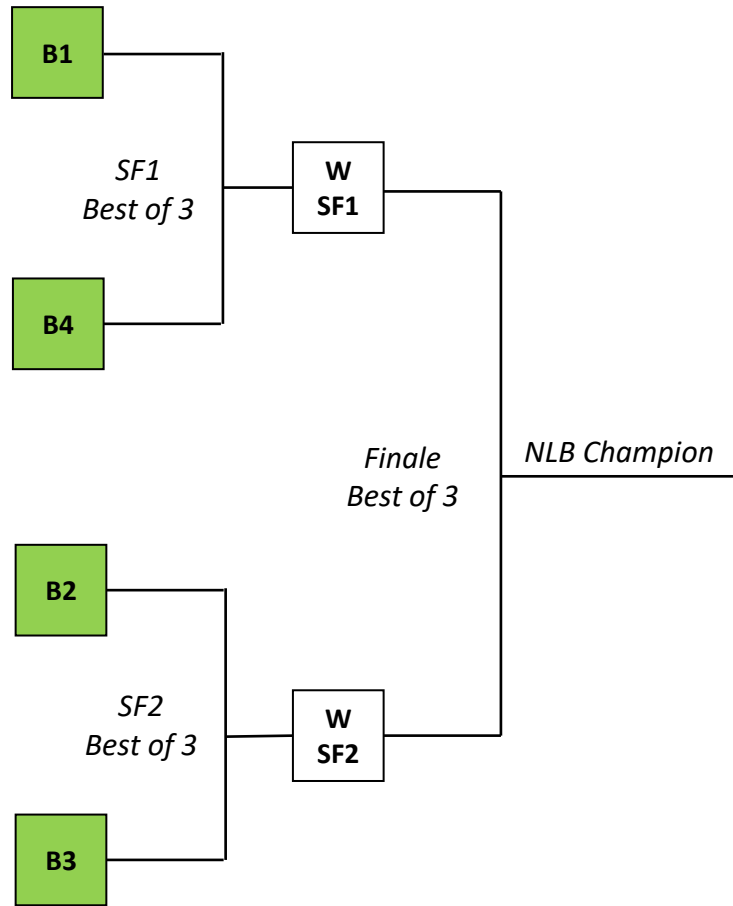 B1
SF1
Best of 3
W
SF1
B4
Finale
Best of 3
NLB Champion
B2
SF2
Best of 3
W
SF2
B3